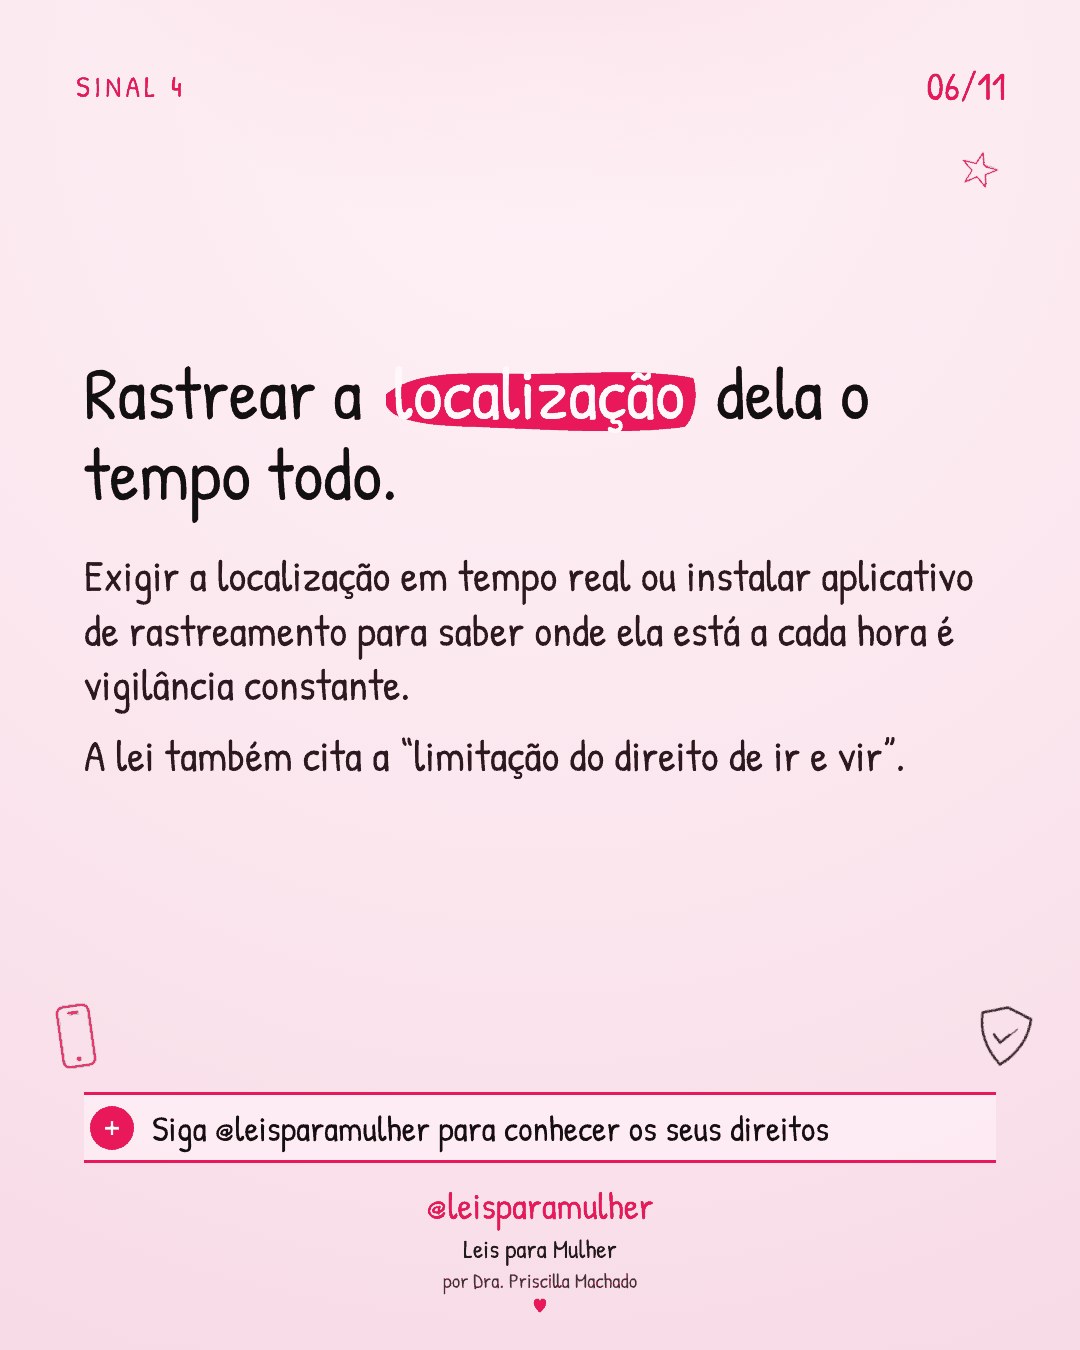 SINAL 4
06/11
Rastrear a localização dela o
tempo todo.
Exigir a localização em tempo real ou instalar aplicativo
de rastreamento para saber onde ela está a cada hora é
vigilância constante.
A lei também cita a “limitação do direito de ir e vir”.
+ Siga @leisparamulher para conhecer os seus direitos
@leisparamulher
Leis para Mulher
por Dra. Priscilla Machado